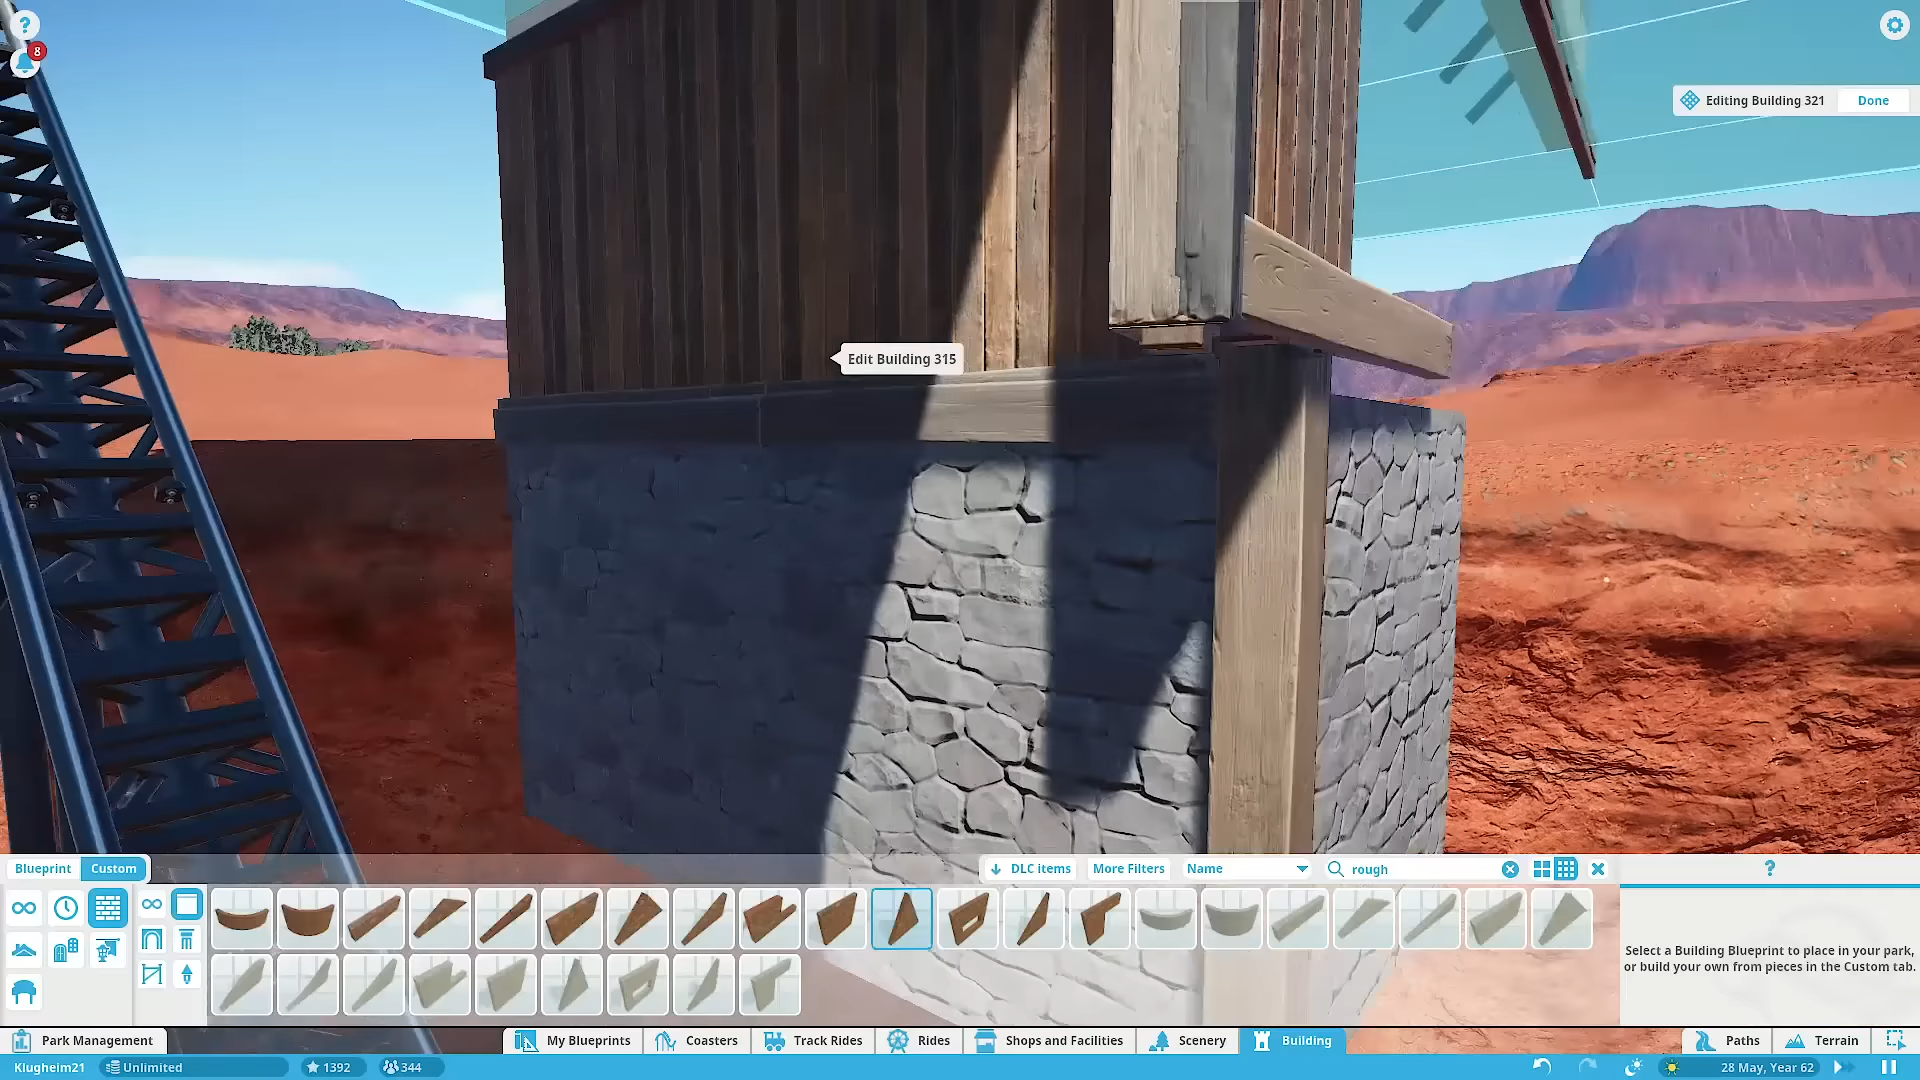 ?
8
Editing Building 321 Done
Edit Building 315
Blueprint Custom
DLC items More Filters Name rough
?
Select a Building Blueprint to place in your park,
or build your own from pieces in the Custom tab.
Park Management My Blueprints Coasters Track Rides Rides Shops and Facilities Scenery Building Paths Terrain
Klugheim21 Unlimited 1392 344 28 May, Year 62